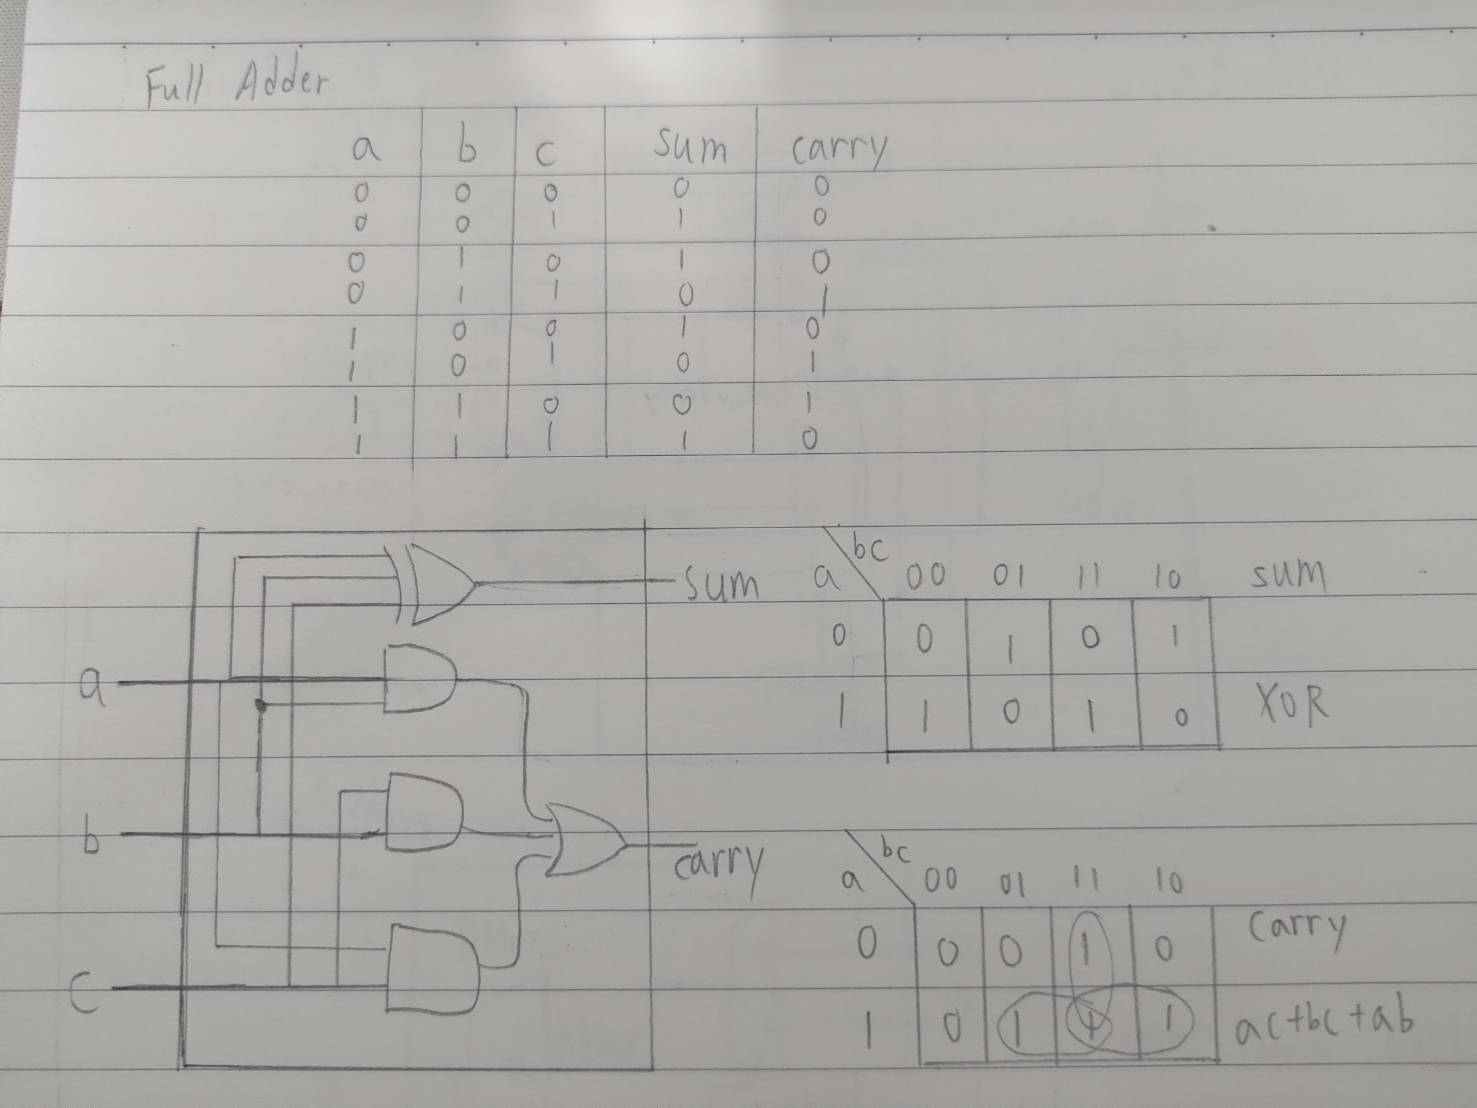 Full Adder
a b c sum carry
0 0 0 0 0
0 0 1 1 0
0 1 0 1 0
0 1 1 0 1
1 0 0 1 0
1 0 1 0 1
1 1 0 0 1
1 1 1 1 0
sum
a
b
carry
c
bc
a 00 01 11 10 sum
0 0 1 0 1
1 1 0 1 0 XOR
bc
a 00 01 11 10
0 0 0 1 0 carry
1 0 1 1 1 ac+bc+ab